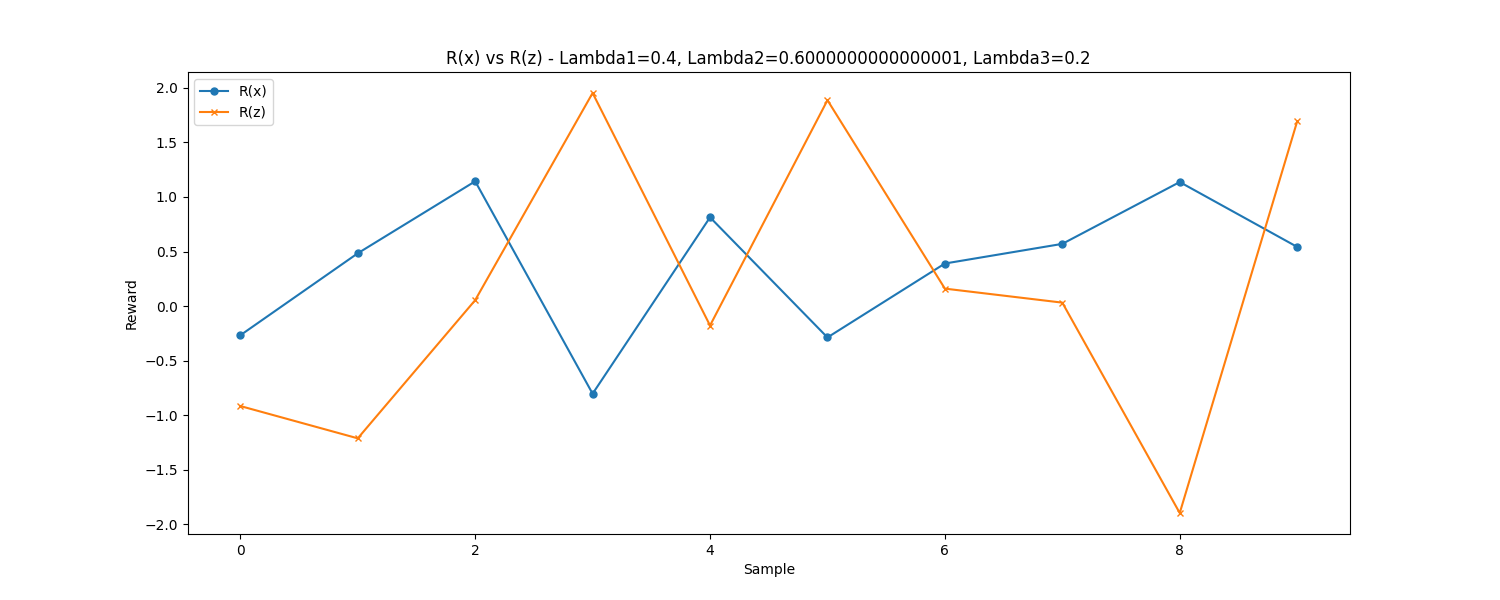 R(x) vs R(z) - Lambda1=0.4, Lambda2=0.6000000000000001, Lambda3=0.2
R(x)
R(z)
2.0
1.5
1.0
0.5
0.0
−0.5
−1.0
−1.5
−2.0
Reward
0 2 4 6 8
Sample